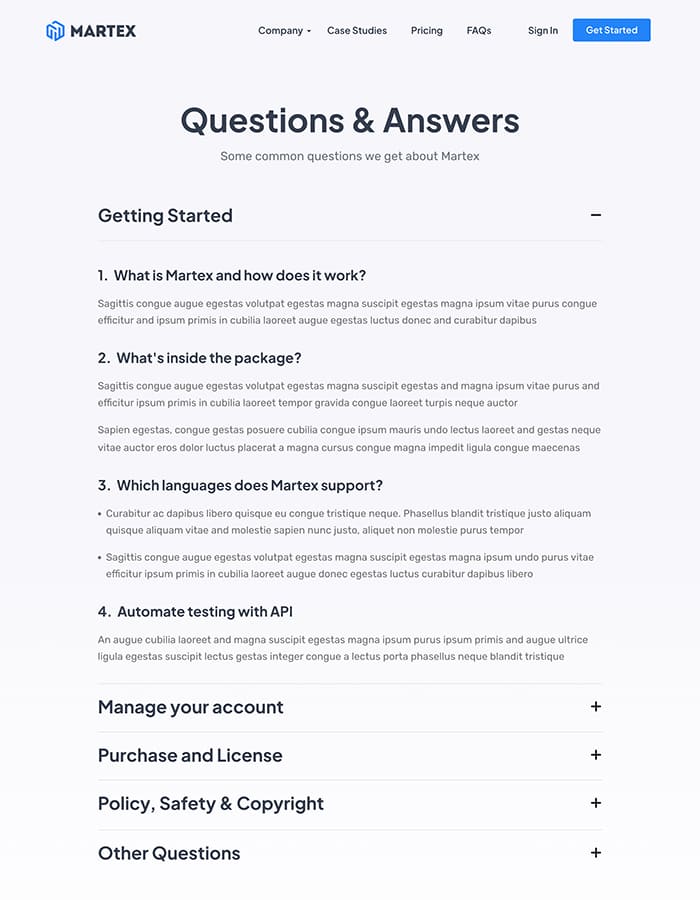 MARTEX
Company Case Studies Pricing FAQs Sign In Get Started
Questions & Answers
Some common questions we get about Martex
Getting Started −
1. What is Martex and how does it work?
Sagittis congue augue egestas volutpat egestas magna suscipit egestas magna ipsum vitae purus congue
efficitur and ipsum primis in cubilia laoreet augue egestas luctus donec and curabitur dapibus
2. What's inside the package?
Sagittis congue augue egestas volutpat egestas magna suscipit egestas and magna ipsum vitae purus and
efficitur ipsum primis in cubilia laoreet tempor gravida congue laoreet turpis neque auctor
Sapien egestas, congue gestas posuere cubilia congue ipsum mauris undo lectus laoreet and gestas neque
vitae auctor eros dolor luctus placerat a magna cursus congue magna impedit ligula congue maecenas
3. Which languages does Martex support?
• Curabitur ac dapibus libero quisque eu congue tristique neque. Phasellus blandit tristique justo aliquam
quisque aliquam vitae and molestie sapien nunc justo, aliquet non molestie purus tempor
• Sagittis congue augue egestas volutpat egestas magna suscipit egestas magna ipsum undo purus vitae
efficitur ipsum primis in cubilia laoreet augue donec egestas luctus curabitur dapibus libero
4. Automate testing with API
An augue cubilia laoreet and magna suscipit egestas magna ipsum purus ipsum primis and augue ultrice
ligula egestas suscipit lectus gestas integer congue a lectus porta phasellus neque blandit tristique
Manage your account +
Purchase and License +
Policy, Safety & Copyright +
Other Questions +